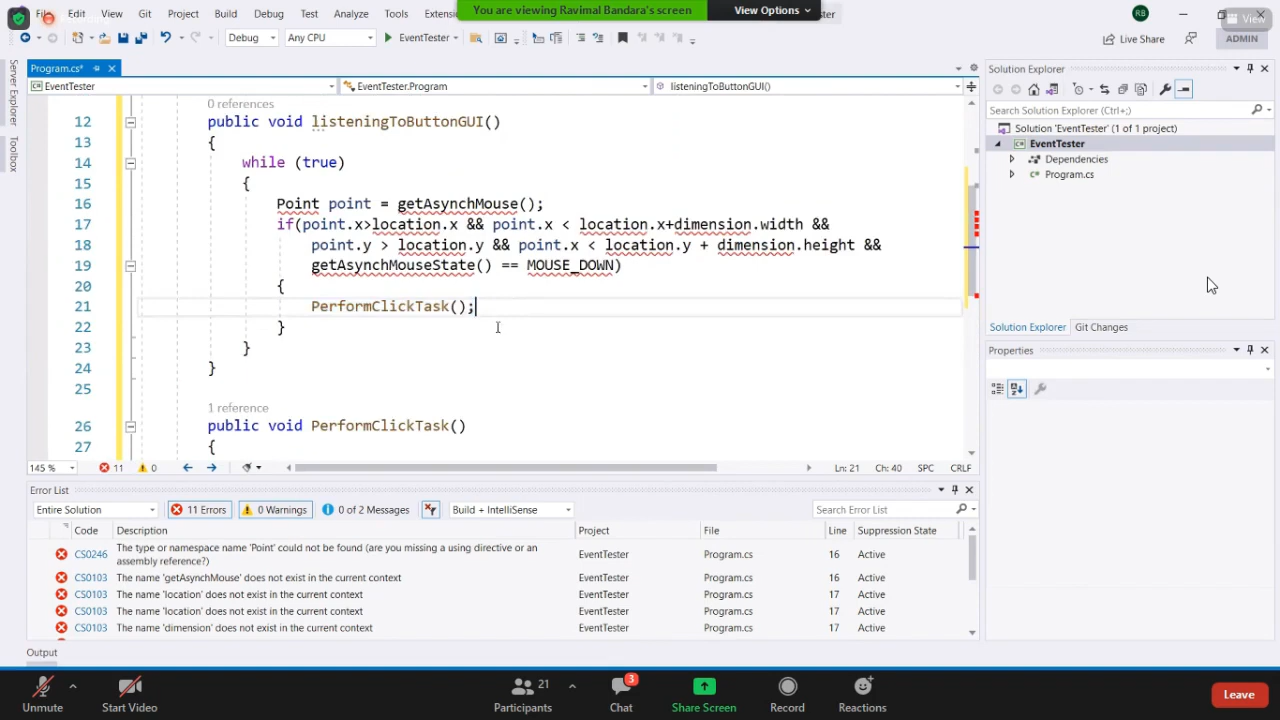 File Edit View Git Project Build Debug Test Analyze Tools
You are viewing Ravimal Bandara's screen
View Options
RB
View
Debug
Any CPU
EventTester
Live Share
ADMIN
Server Explorer
Toolbox
Program.cs*
EventTester
EventTester.Program
listeningToButtonGUI()
0 references
12 public void listeningToButtonGUI()
13 {
14 while (true)
15 {
16 Point point = getAsynchMouse();
17 if(point.x>location.x && point.x < location.x+dimension.width &&
18 point.y > location.y && point.x < location.y + dimension.height &&
19 getAsynchMouseState() == MOUSE_DOWN)
20 {
21 PerformClickTask();
22 }
23 }
24 }
25
1 reference
26 public void PerformClickTask()
27 {
145 %
11
0
Ln: 21 Ch: 40 SPC CRLF
Solution Explorer
Search Solution Explorer (Ctrl+;)
Solution 'EventTester' (1 of 1 project)
EventTester
Dependencies
Program.cs
Solution Explorer Git Changes
Properties
Error List
Entire Solution
11 Errors
0 Warnings
0 of 2 Messages
Build + IntelliSense
Search Error List
Code Description Project File Line Suppression State
CS0246 The type or namespace name 'Point' could not be found (are you missing a using directive or an
assembly reference?) EventTester Program.cs 16 Active
CS0103 The name 'getAsynchMouse' does not exist in the current context EventTester Program.cs 16 Active
CS0103 The name 'location' does not exist in the current context EventTester Program.cs 17 Active
CS0103 The name 'location' does not exist in the current context EventTester Program.cs 17 Active
CS0103 The name 'dimension' does not exist in the current context EventTester Program.cs 17 Active
Output
Unmute
Start Video
21
Participants
3
Chat
Share Screen
Record
Reactions
Leave